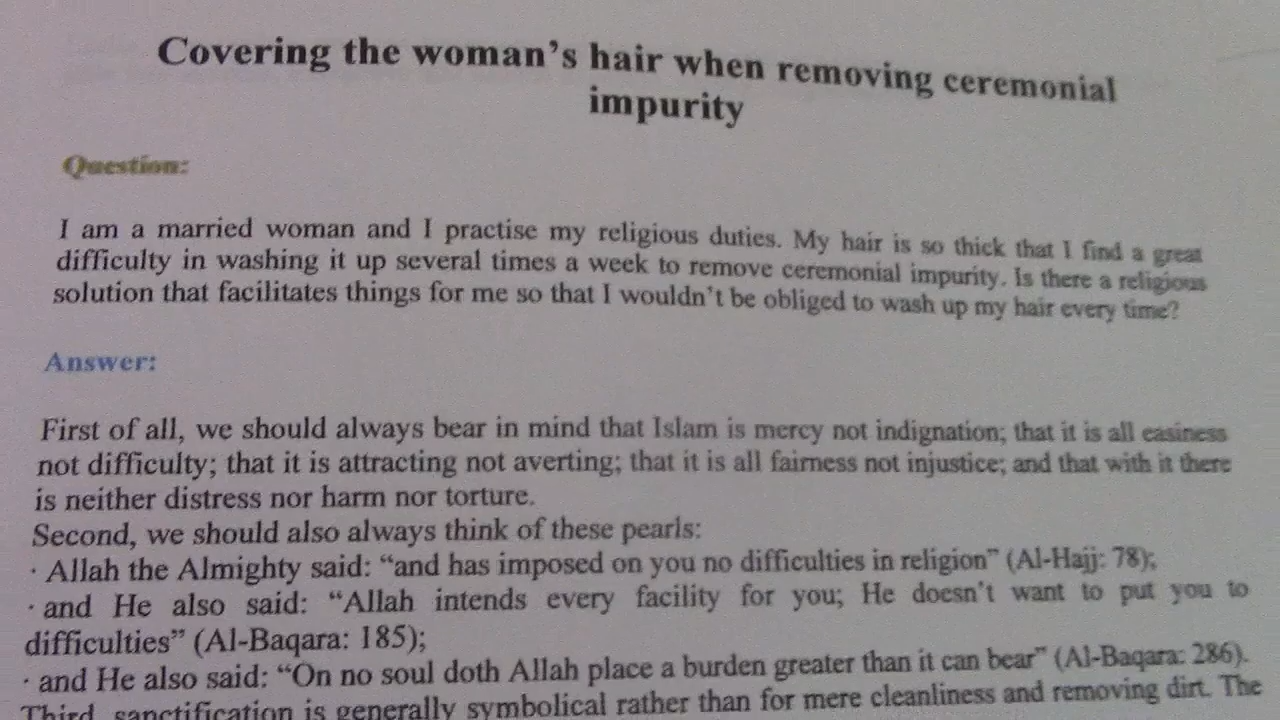 Covering the woman's hair when removing ceremonial
impurity
Question:
I am a married woman and I practise my religious duties. My hair is so thick that I find a great
difficulty in washing it up several times a week to remove ceremonial impurity. Is there a religious
solution that facilitates things for me so that I wouldn't be obliged to wash up my hair every time?
Answer:
First of all, we should always bear in mind that Islam is mercy not indignation; that it is all easiness
not difficulty; that it is attracting not averting; that it is all fairness not injustice; and that with it there
is neither distress nor harm nor torture.
Second, we should also always think of these pearls:
· Allah the Almighty said: “and has imposed on you no difficulties in religion” (Al-Hajj: 78);
· and He also said: “Allah intends every facility for you; He doesn't want to put you to
difficulties” (Al-Baqara: 185);
· and He also said: “On no soul doth Allah place a burden greater than it can bear” (Al-Baqara: 286).
Third, sanctification is generally symbolical rather than for mere cleanliness and removing dirt. The